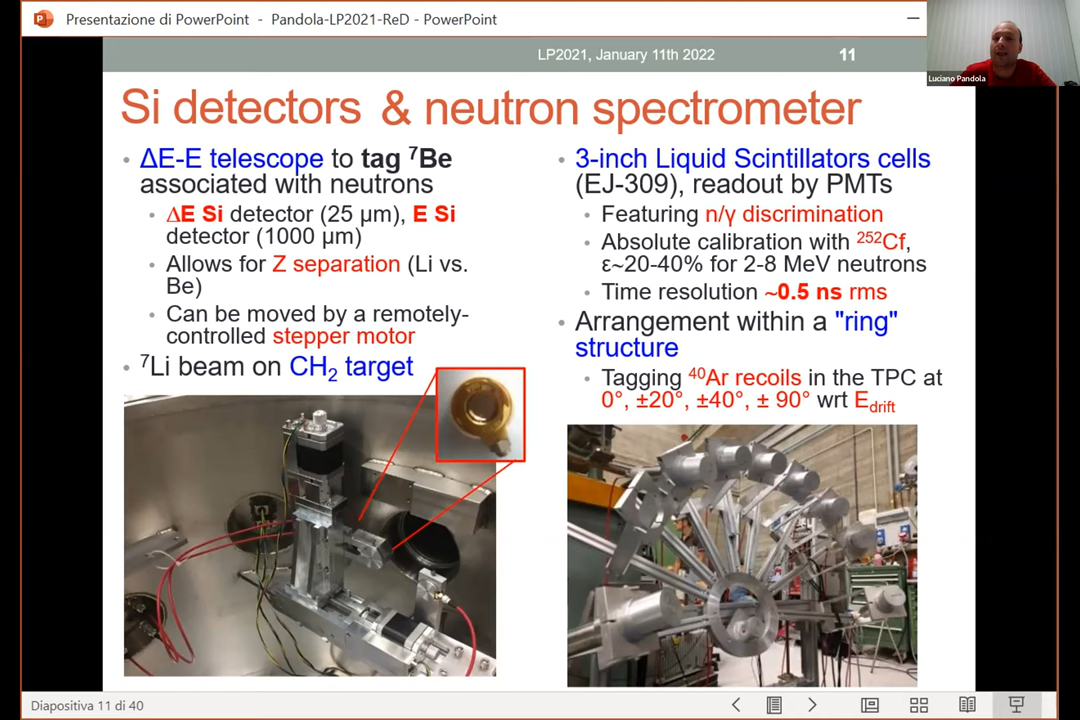 Presentazione di PowerPoint - Pandola-LP2021-ReD - PowerPoint
Luciano Pandola
LP2021, January 11th 2022
11
Si detectors & neutron spectrometer
• ΔE-E telescope to tag ⁷Be
associated with neutrons
• ΔE Si detector (25 µm), E Si
detector (1000 µm)
• Allows for Z separation (Li vs.
Be)
• Can be moved by a remotely-
controlled stepper motor
• ⁷Li beam on CH₂ target
• 3-inch Liquid Scintillators cells
(EJ-309), readout by PMTs
• Featuring n/γ discrimination
• Absolute calibration with ²⁵²Cf,
ε~20-40% for 2-8 MeV neutrons
• Time resolution ~0.5 ns rms
• Arrangement within a "ring"
structure
• Tagging ⁴⁰Ar recoils in the TPC at
0°, ±20°, ±40°, ± 90° wrt E_drift
Diapositiva 11 di 40